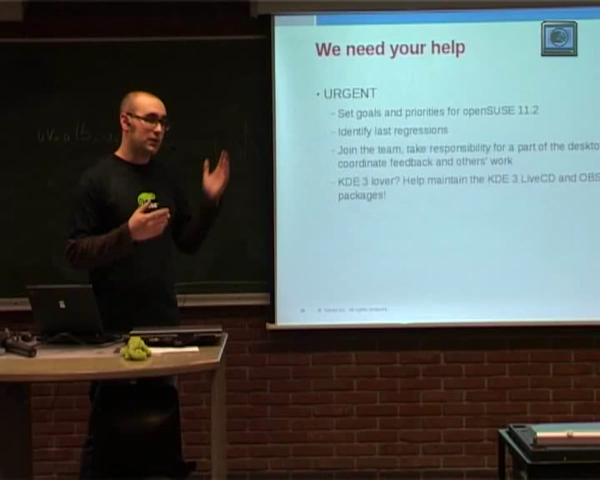 We need your help
• URGENT
– Set goals and priorities for openSUSE 11.2
– Identify last regressions
– Join the team, take responsibility for a part of the deskto
coordinate feedback and others' work
– KDE 3 lover? Help maintain the KDE 3 LiveCD and OBS
packages!